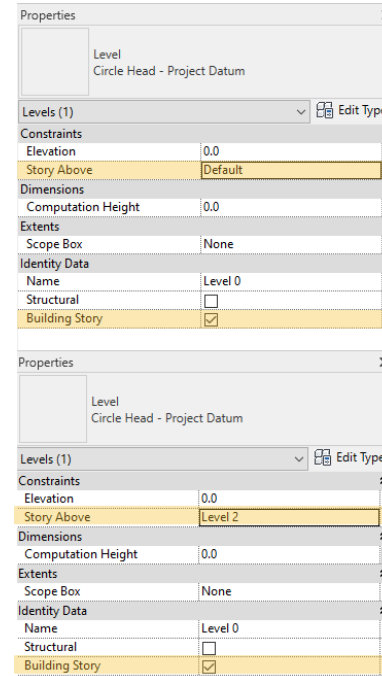 Properties
Level
Circle Head - Project Datum
Levels (1) Edit Type
Constraints
Elevation 0.0
Story Above Default
Dimensions
Computation Height 0.0
Extents
Scope Box None
Identity Data
Name Level 0
Structural
Building Story
Properties
Level
Circle Head - Project Datum
Levels (1) Edit Type
Constraints
Elevation 0.0
Story Above Level 2
Dimensions
Computation Height 0.0
Extents
Scope Box None
Identity Data
Name Level 0
Structural
Building Story